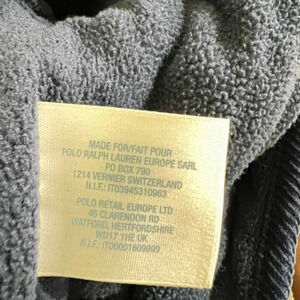 MADE FOR/FAIT POUR
POLO RALPH LAUREN EUROPE SARL
PO BOX 790
1214 VERNIER SWITZERLAND
N.I.F.: IT03945310963
POLO RETAIL EUROPE LTD
46 CLARENDON RD
WATFORD, HERTFORDSHIRE
WD17 1HE UK
N.I.F.: IT00001609999